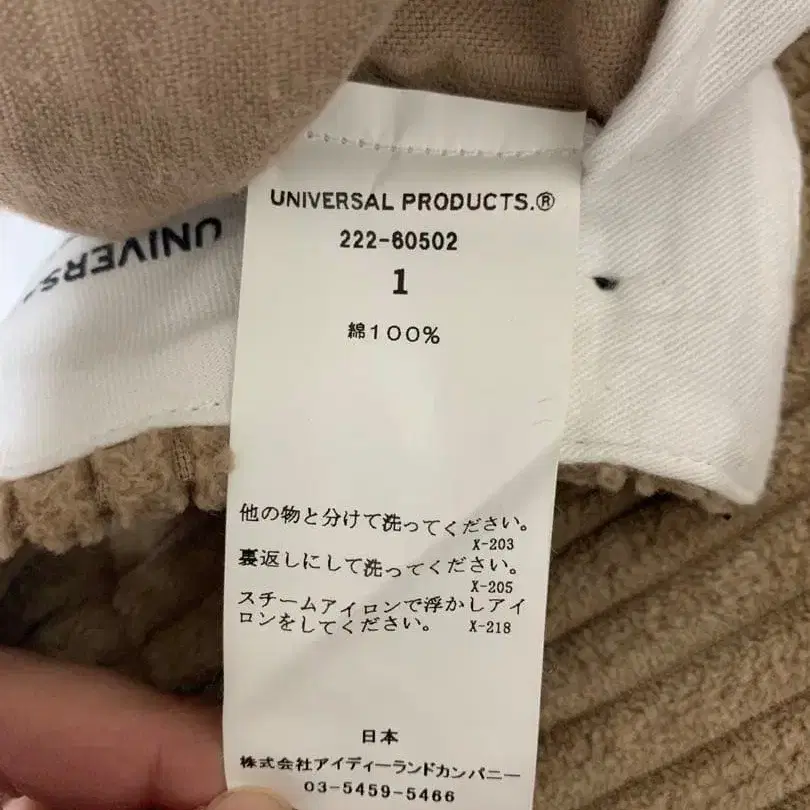 UNIVERSAL PRODUCTS.®
222-60502
1
綿100%
他の物と分けて洗ってください。
X-203
裏返しにして洗ってください。
X-205
スチームアイロンで浮かしアイ
ロンをしてください。 X-218
日本
株式会社アイディーランドカンパニー
03-5459-5466
UNIVERS